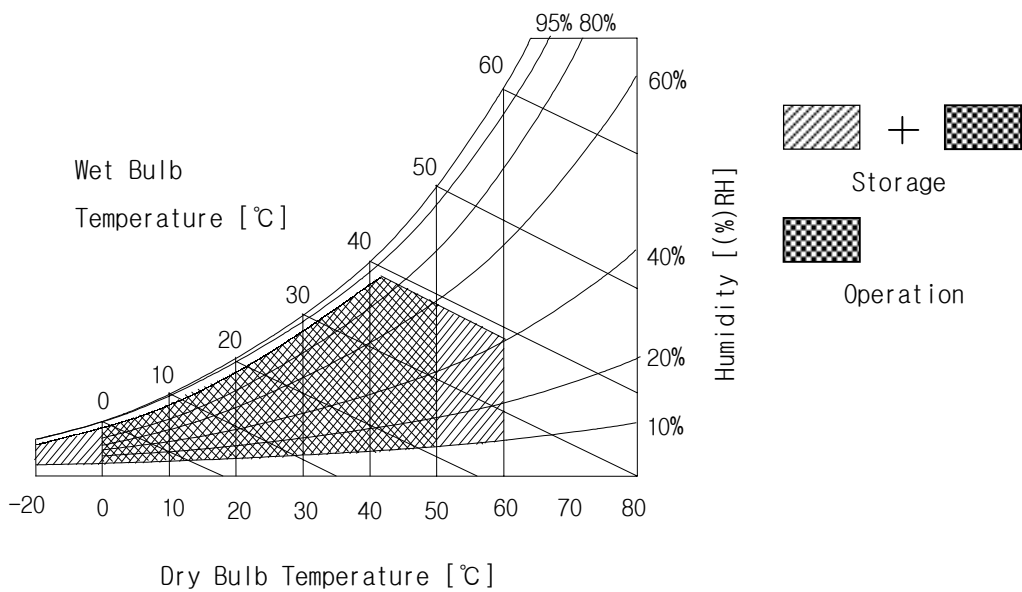 95% 80%
60
60%
50
Wet Bulb
Temperature [℃]
40
30
20
10
0
40%
20%
10%
Humidity [(%)RH]
-20 0 10 20 30 40 50 60 70 80
Dry Bulb Temperature [℃]
+
Storage
Operation